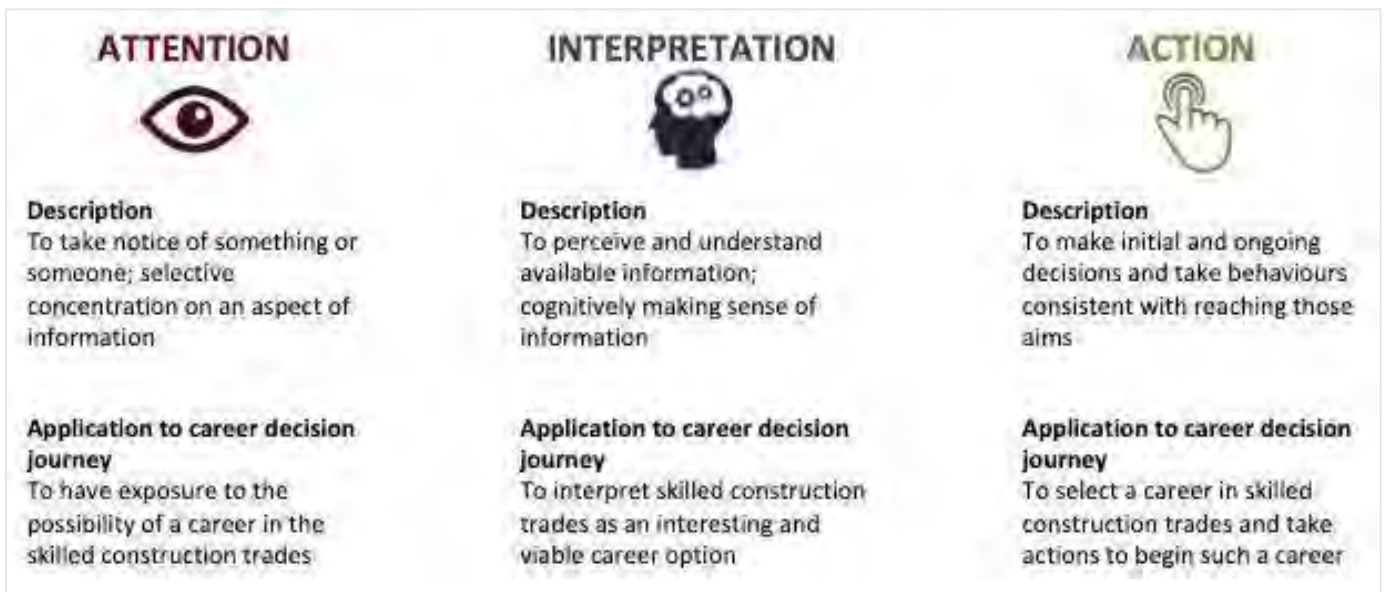 ATTENTION
Description
To take notice of something or
someone; selective
concentration on an aspect of
information
Application to career decision
journey
To have exposure to the
possibility of a career in the
skilled construction trades
INTERPRETATION
Description
To perceive and understand
available information;
cognitively making sense of
information
Application to career decision
journey
To interpret skilled construction
trades as an interesting and
viable career option
ACTION
Description
To make initial and ongoing
decisions and take behaviours
consistent with reaching those
aims
Application to career decision
journey
To select a career in skilled
construction trades and take
actions to begin such a career